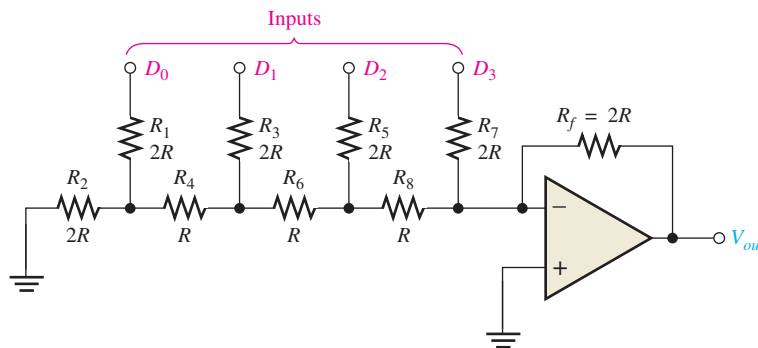 Inputs
D0 D1 D2 D3
R1 2R
R3 2R
R5 2R
R7 2R
Rf = 2R
R2 2R
R4 R
R6 R
R8 R
−
+
Vou